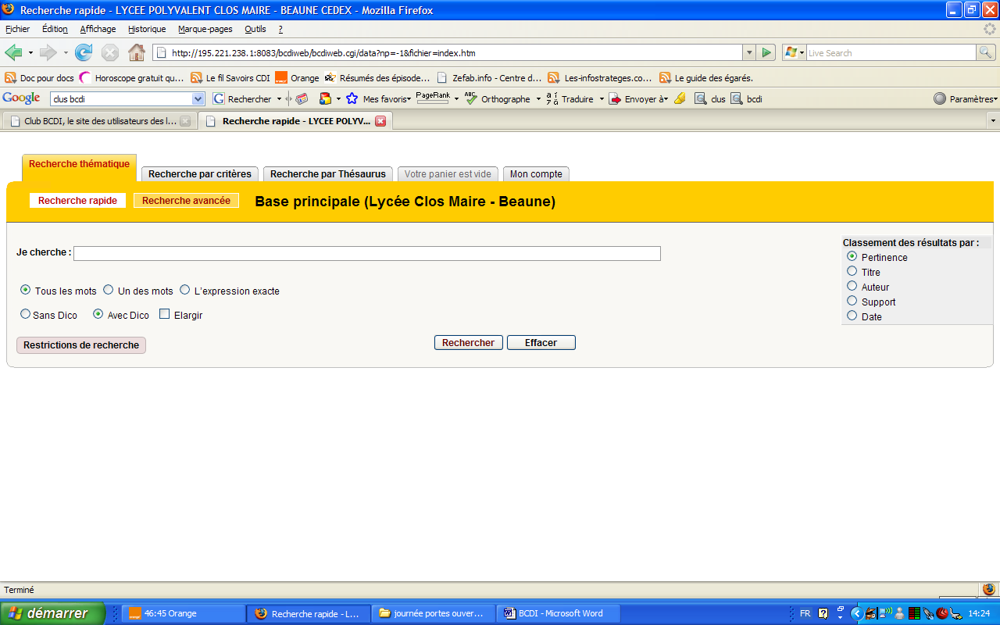 Recherche rapide - LYCEE POLYVALENT CLOS MAIRE - BEAUNE CEDEX - Mozilla Firefox
Fichier Édition Affichage Historique Marque-pages Outils ?
http://195.221.238.1:8083/bcdiweb/bcdiweb.cgi/data?np=-1&fichier=index.htm Live Search
Doc pour docs Horoscope gratuit qu... Le fil Savoirs CDI Orange Résumés des épisode... Zefab.info - Centre d... Les-infostrateges.co... Le guide des égarés.
Google clus bcdi Rechercher Mes favoris PageRank Orthographe Traduire Envoyer à clus bcdi Paramètres
Club BCDI, le site des utilisateurs des l... Recherche rapide - LYCEE POLYV...
Recherche thématique Recherche par critères Recherche par Thésaurus Votre panier est vide Mon compte
Recherche rapide Recherche avancée Base principale (Lycée Clos Maire - Beaune)
Je cherche : Classement des résultats par :
Pertinence
Titre
Auteur
Support
Date
Tous les mots Un des mots L'expression exacte
Sans Dico Avec Dico Elargir
Restrictions de recherche Rechercher Effacer
Terminé
démarrer 46:45 Orange Recherche rapide - L... journée portes ouver... BCDI - Microsoft Word FR 14:24